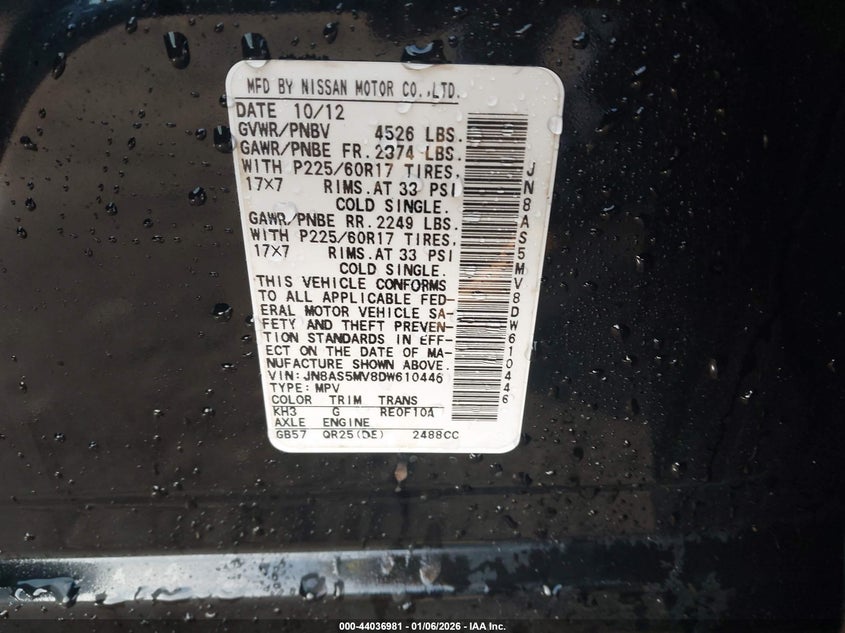 MFD BY NISSAN MOTOR CO.,LTD.
DATE 10/12
GVWR/PNBV 4526 LBS.
GAWR/PNBE FR. 2374 LBS.
WITH P225/60R17 TIRES,
17X7 RIMS.AT 33 PSI
COLD SINGLE.
GAWR/PNBE RR. 2249 LBS.
WITH P225/60R17 TIRES.
17X7 RIMS.AT 33 PSI
COLD SINGLE.
THIS VEHICLE CONFORMS
TO ALL APPLICABLE FED-
ERAL MOTOR VEHICLE SA-
FETY AND THEFT PREVEN-
TION STANDARDS IN EFF-
ECT ON THE DATE OF MA-
NUFACTURE SHOWN ABOVE.
VIN: JN8AS5MV8DW610446
TYPE: MPV
COLOR TRIM TRANS
KH3 G RE0F10A
AXLE ENGINE
GB57 QR25(DE) 2488CC
JN8AS5MV8DW610446
000-44036981 - 01/06/2026 - IAA Inc.